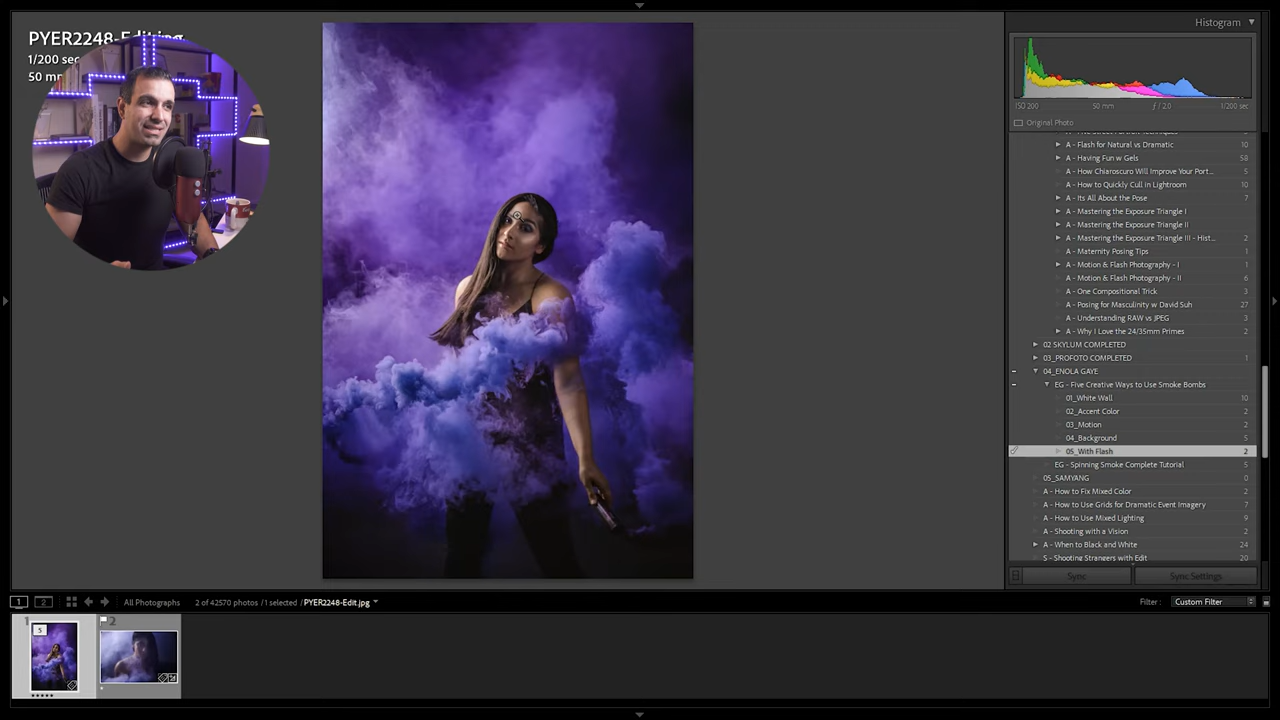 Histogram
PYER2248-Edit.jpg
1/200 sec
50 mm
ISO 200 50 mm ƒ / 2.0 1/200 sec
Original Photo
A - Flash for Natural vs Dramatic 10
A - Having Fun w Gels 58
A - How Chiaroscuro Will Improve Your Port... 5
A - How to Quickly Cull in Lightroom 10
A - Its All About the Pose 7
A - Mastering the Exposure Triangle I
A - Mastering the Exposure Triangle II
A - Mastering the Exposure Triangle III - Hist... 2
A - Maternity Posing Tips
A - Motion & Flash Photography - I
A - Motion & Flash Photography - II 6
A - One Compositional Trick 3
A - Posing for Masculinity w David Suh 27
A - Understanding RAW vs JPEG 3
A - Why I Love the 24/35mm Primes 2
02 SKYLUM COMPLETED
03_PROFOTO COMPLETED 1
04_ENOLA GAYE
EG - Five Creative Ways to Use Smoke Bombs
01_White Wall 10
02_Accent Color 2
03_Motion 2
04_Background 5
05_With Flash 2
EG - Spinning Smoke Complete Tutorial 5
05_SAMYANG 0
A - How to Fix Mixed Color 2
A - How to Use Grids for Dramatic Event Imagery 7
A - How to Use Mixed Lighting 9
A - Shooting with a Vision 2
A - When to Black and White 24
S - Shooting Strangers with Edit 20
Sync Sync Settings
1 2 All Photographs 2 of 42570 photos / 1 selected / PYER2248-Edit.jpg Filter : Custom Filter
1 5 2